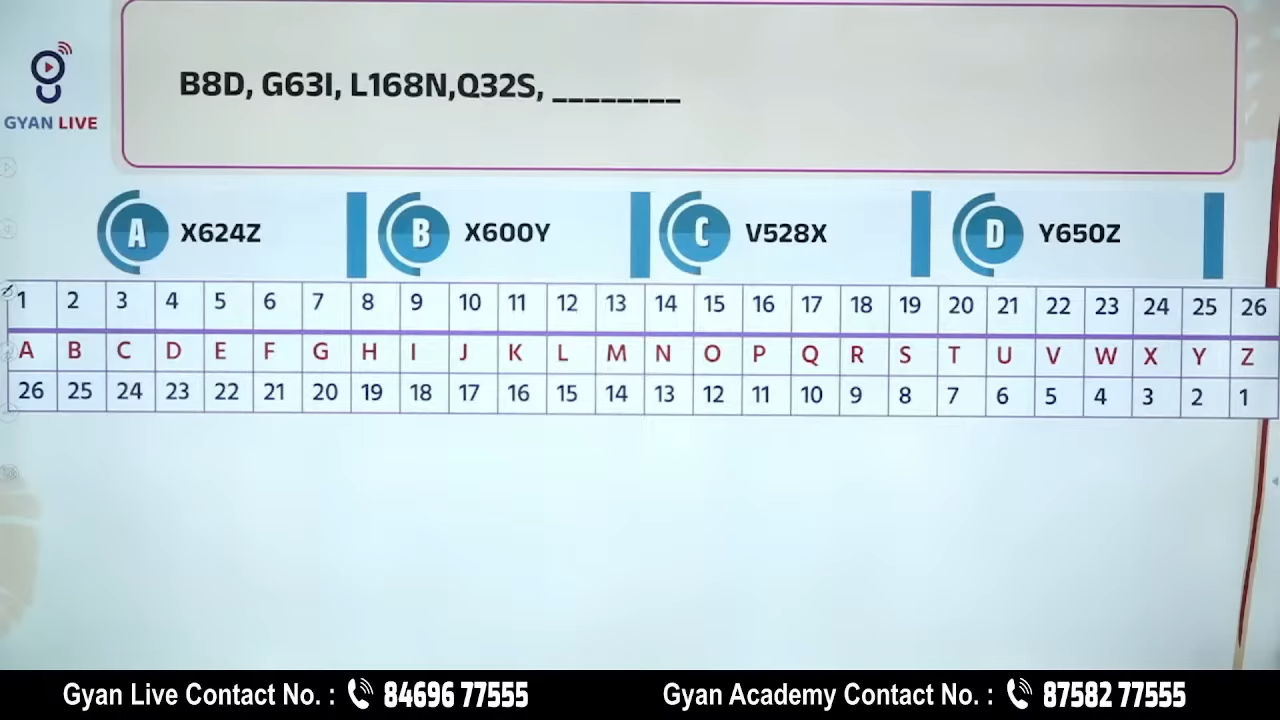 B8D, G63I, L168N,Q32S, ________
GYAN LIVE
A X624Z B X600Y C V528X D Y650Z
1 2 3 4 5 6 7 8 9 10 11 12 13 14 15 16 17 18 19 20 21 22 23 24 25 26
A B C D E F G H I J K L M N O P Q R S T U V W X Y Z
26 25 24 23 22 21 20 19 18 17 16 15 14 13 12 11 10 9 8 7 6 5 4 3 2 1
Gyan Live Contact No. : 84696 77555 Gyan Academy Contact No. : 87582 77555